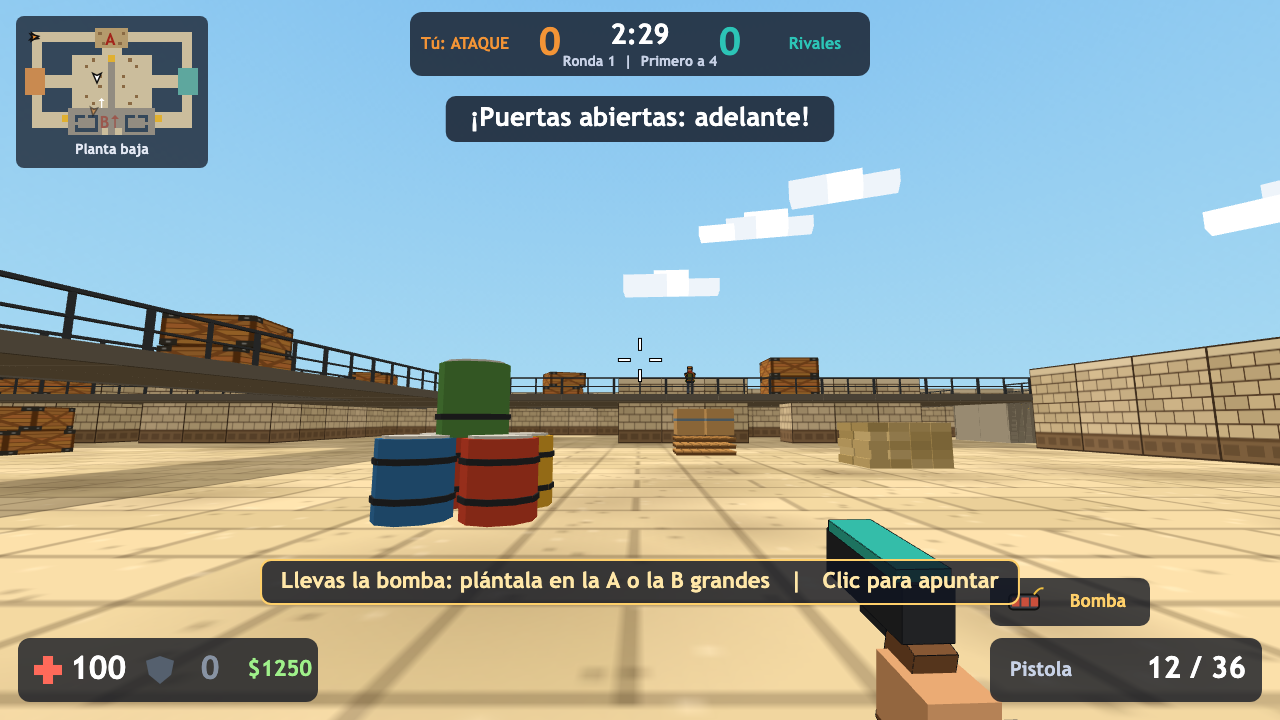 A
B↑
Planta baja
Tú: ATAQUE
0
2:29
0
Rivales
Ronda 1 | Primero a 4
¡Puertas abiertas: adelante!
Llevas la bomba: plántala en la A o la B grandes | Clic para apuntar
Bomba
100
0
$1250
Pistola
12 / 36